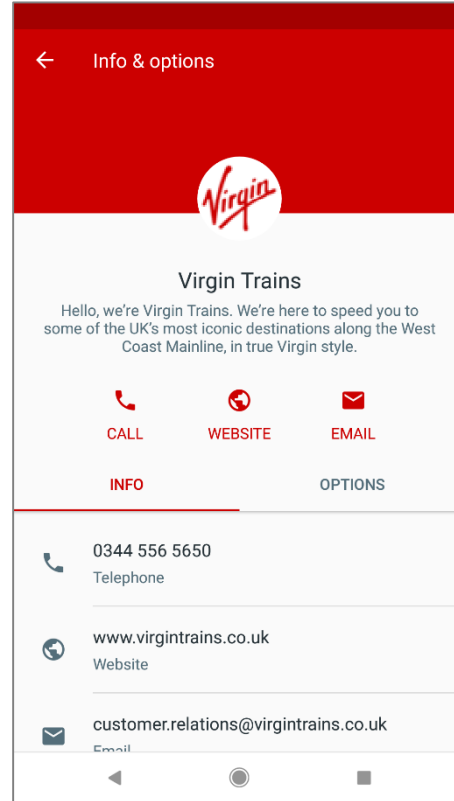 Info & options
Virgin
Virgin Trains
Hello, we're Virgin Trains. We're here to speed you to
some of the UK's most iconic destinations along the West
Coast Mainline, in true Virgin style.
CALL WEBSITE EMAIL
INFO OPTIONS
0344 556 5650
Telephone
www.virgintrains.co.uk
Website
customer.relations@virgintrains.co.uk
Email